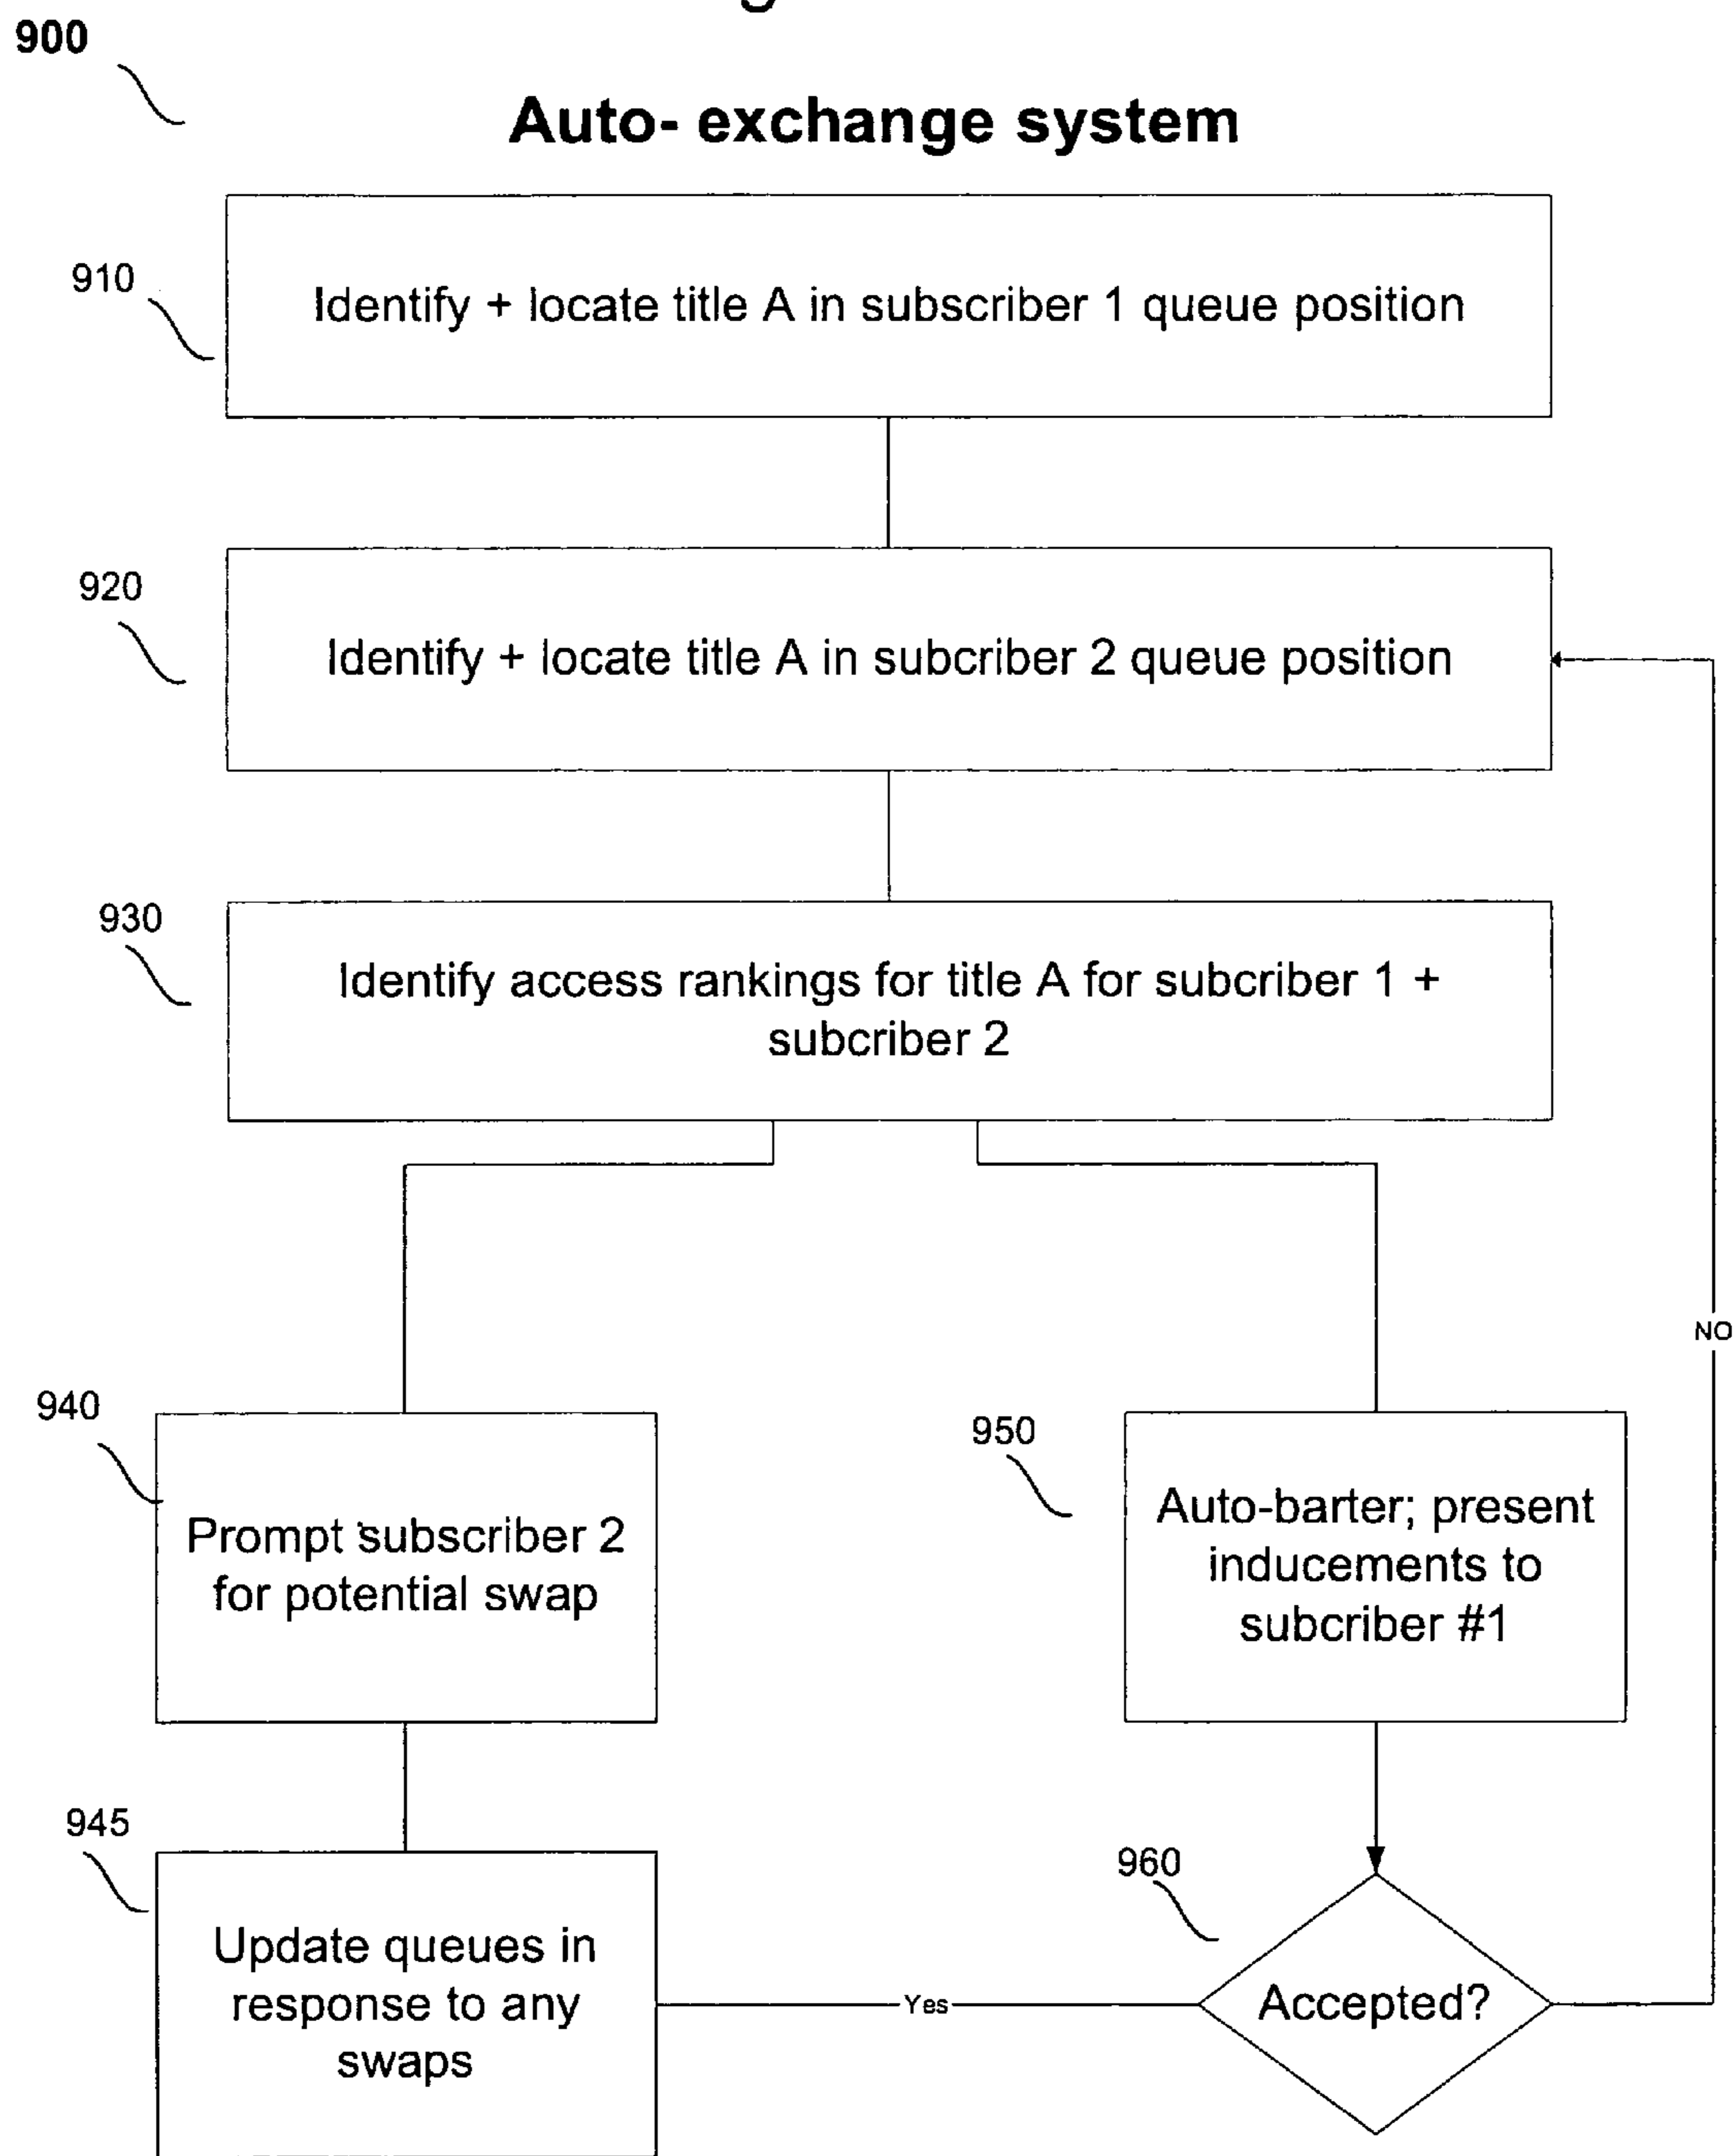 900
Auto- exchange system
910
Identify + locate title A in subscriber 1 queue position
920
Identify + locate title A in subcriber 2 queue position
930
Identify access rankings for title A for subcriber 1 +
subcriber 2
NO
940
Prompt subscriber 2
for potential swap
950
Auto-barter; present
inducements to
subcriber #1
945
Update queues in
response to any
swaps
Yes
960
Accepted?